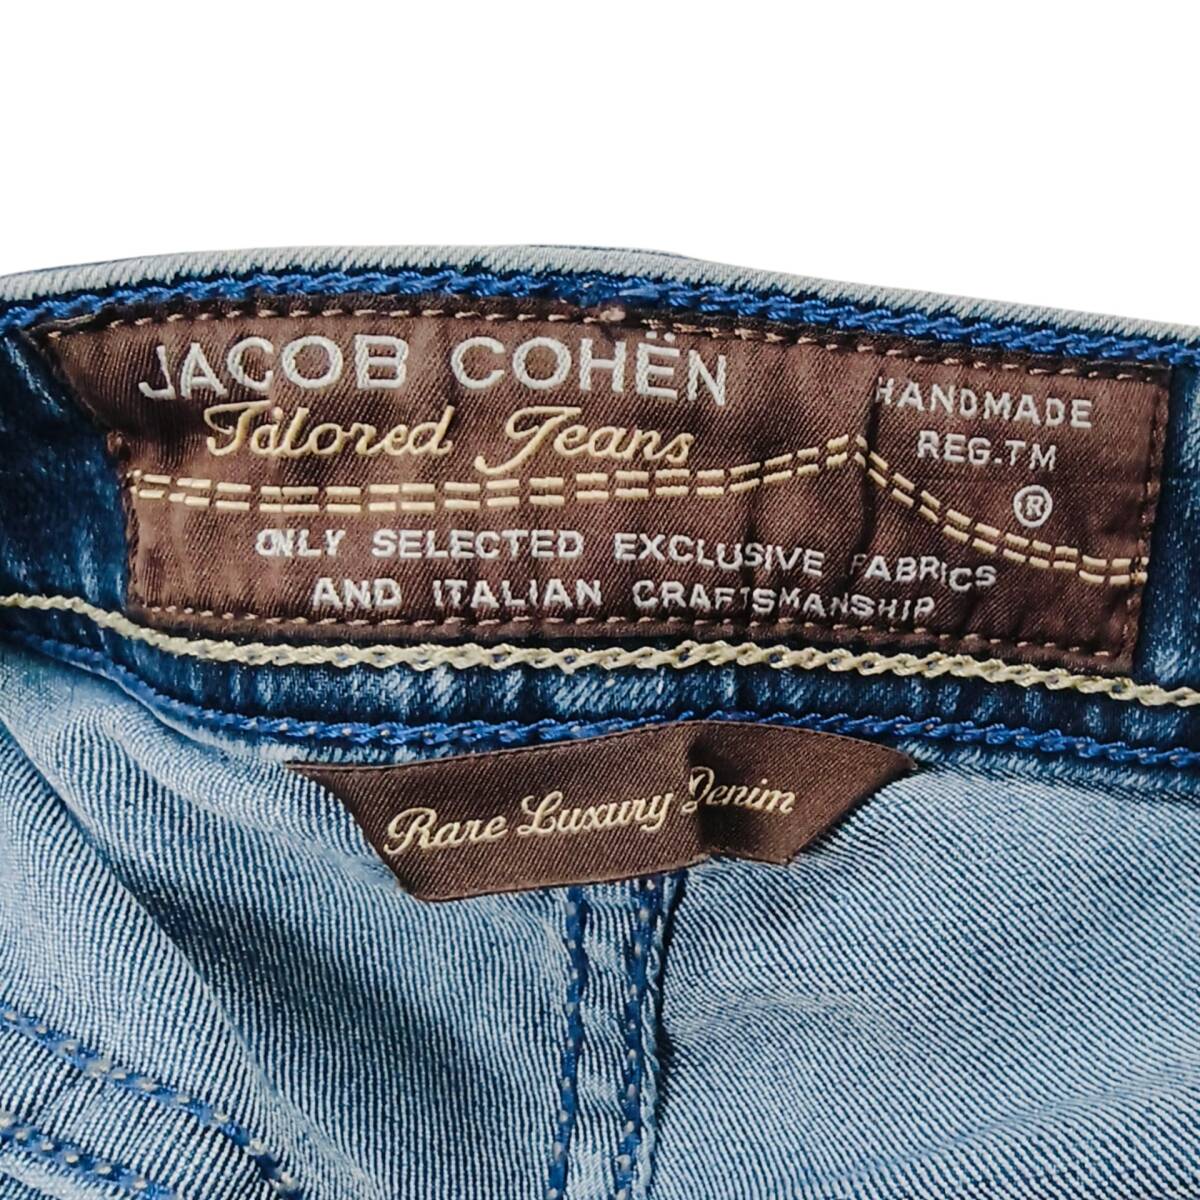 JACOB COHËN
Tailored Jeans
HANDMADE
REG.TM
®
ONLY SELECTED EXCLUSIVE FABRICS
AND ITALIAN CRAFTSMANSHIP
Rare Luxury Denim